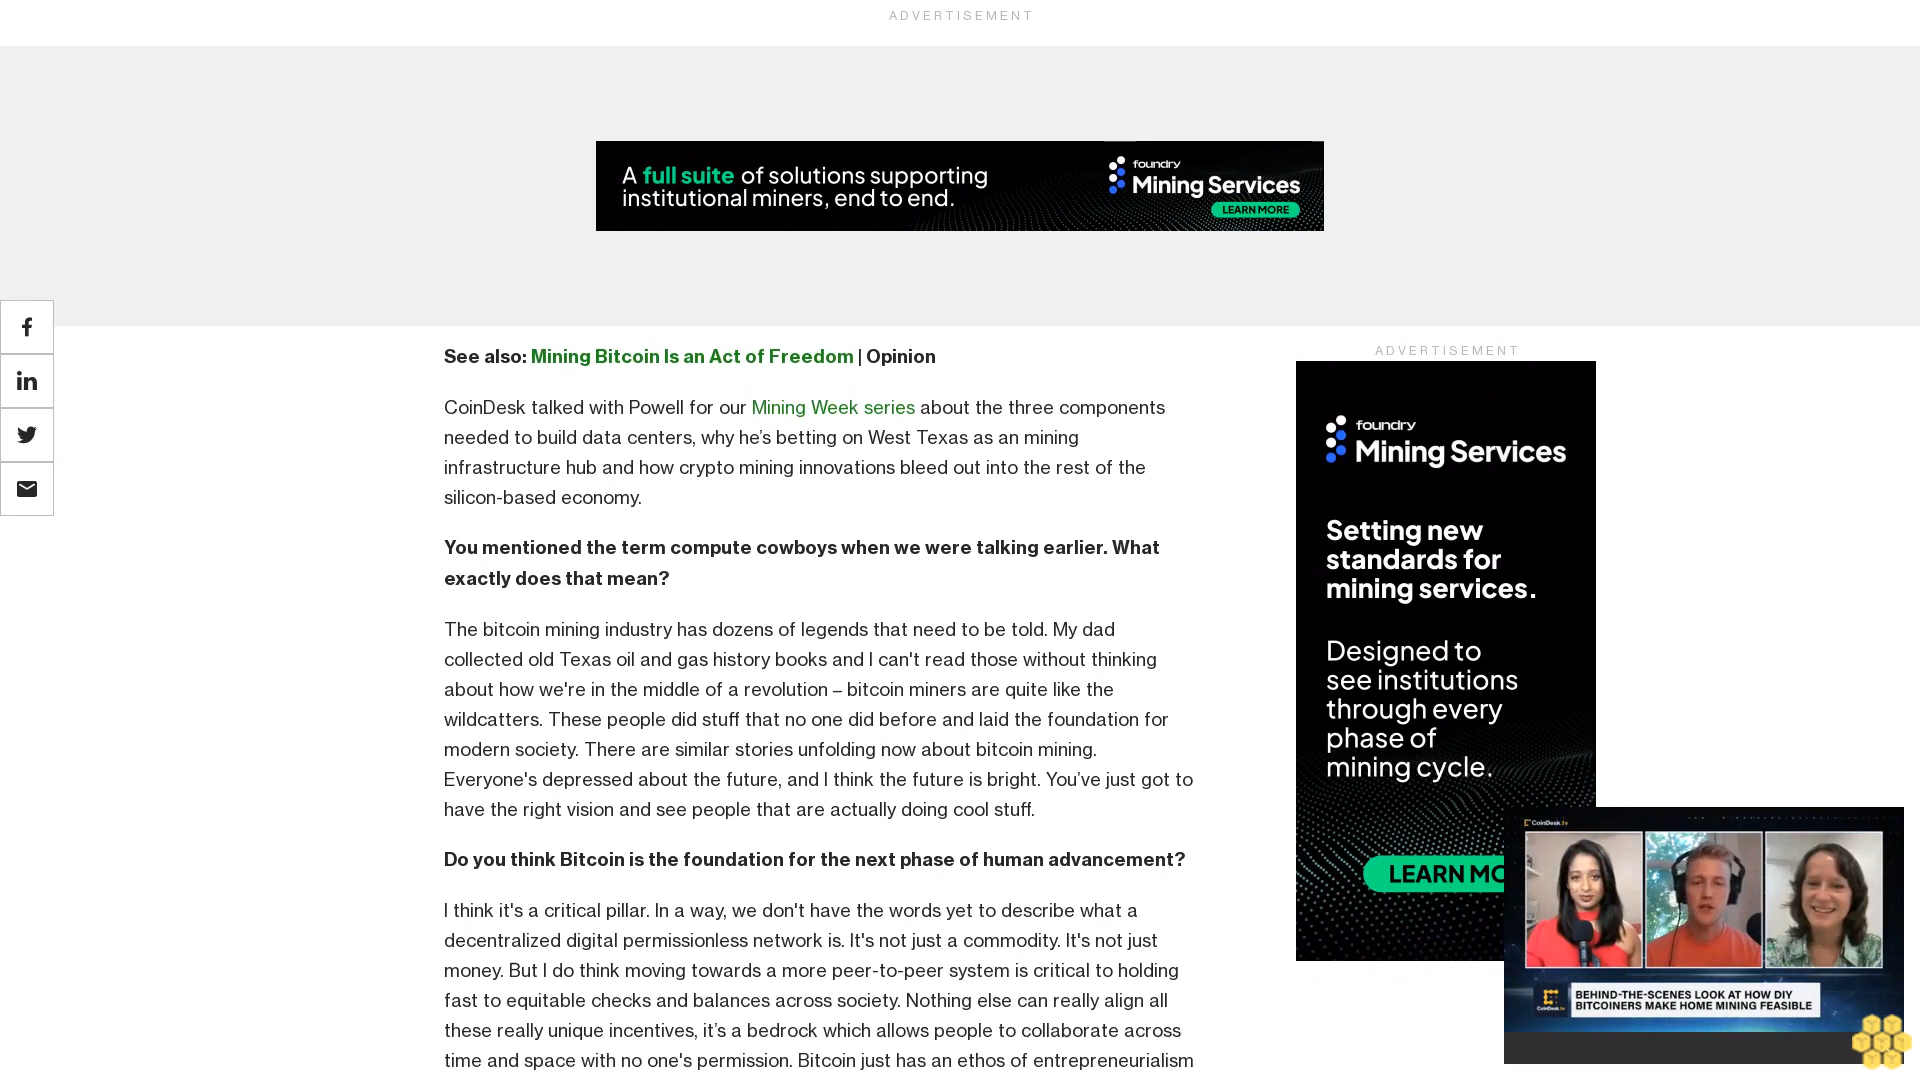 ADVERTISEMENT
A full suite of solutions supporting
institutional miners, end to end.
foundry
Mining Services
LEARN MORE
See also: Mining Bitcoin Is an Act of Freedom | Opinion
CoinDesk talked with Powell for our Mining Week series about the three components
needed to build data centers, why he’s betting on West Texas as an mining
infrastructure hub and how crypto mining innovations bleed out into the rest of the
silicon-based economy.
You mentioned the term compute cowboys when we were talking earlier. What
exactly does that mean?
The bitcoin mining industry has dozens of legends that need to be told. My dad
collected old Texas oil and gas history books and I can't read those without thinking
about how we're in the middle of a revolution – bitcoin miners are quite like the
wildcatters. These people did stuff that no one did before and laid the foundation for
modern society. There are similar stories unfolding now about bitcoin mining.
Everyone's depressed about the future, and I think the future is bright. You’ve just got to
have the right vision and see people that are actually doing cool stuff.
Do you think Bitcoin is the foundation for the next phase of human advancement?
I think it's a critical pillar. In a way, we don't have the words yet to describe what a
decentralized digital permissionless network is. It's not just a commodity. It's not just
money. But I do think moving towards a more peer-to-peer system is critical to holding
fast to equitable checks and balances across society. Nothing else can really align all
these really unique incentives, it’s a bedrock which allows people to collaborate across
time and space with no one's permission. Bitcoin just has an ethos of entrepreneurialism
ADVERTISEMENT
foundry
Mining Services
Setting new
standards for
mining services.
Designed to
see institutions
through every
phase of
mining cycle.
LEARN MO
CoinDesk.tv
CoinDesk.tv
BEHIND-THE-SCENES LOOK AT HOW DIY
BITCOINERS MAKE HOME MINING FEASIBLE